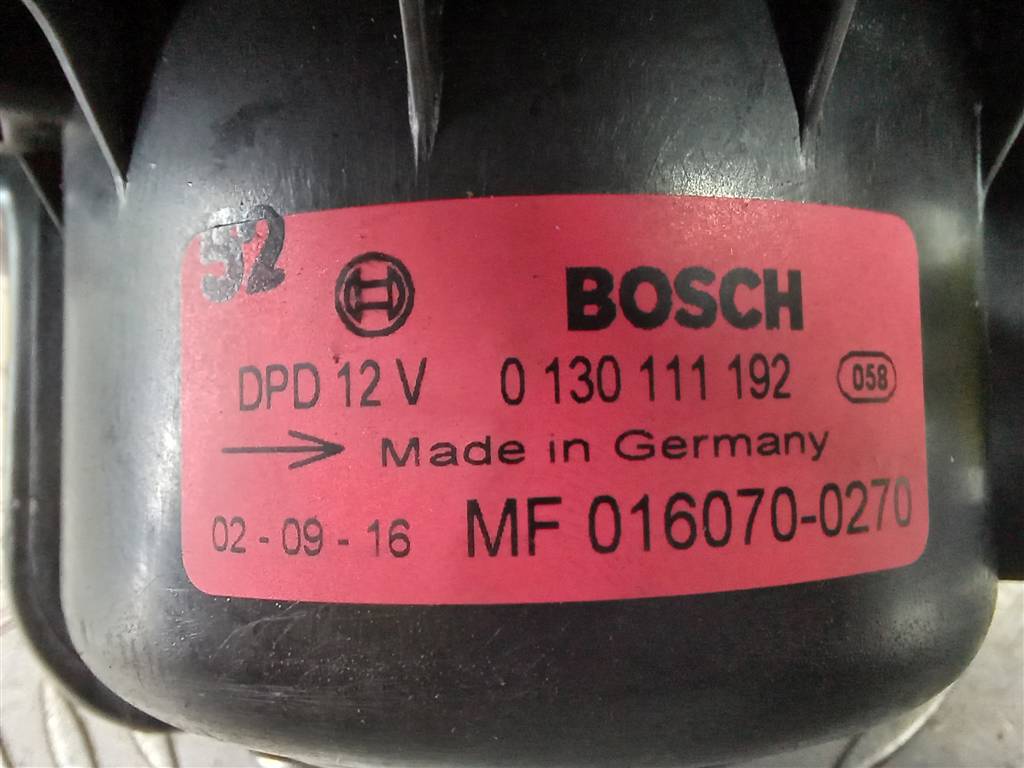 52
BOSCH
DPD 12 V 0 130 111 192 058
Made in Germany
02 - 09 - 16 MF 016070-0270